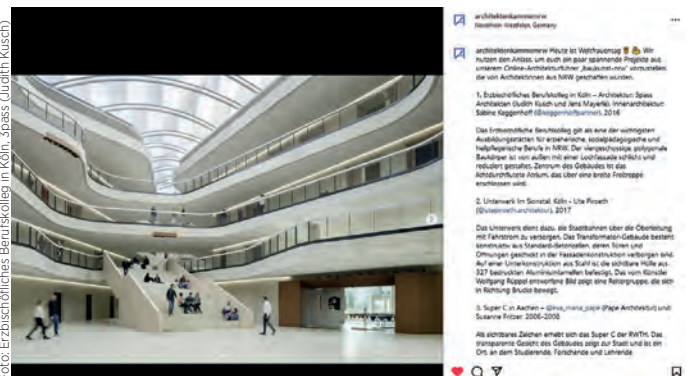 Foto: Erzbischöfliches Berufskolleg in Köln, 3pass (Judith Kusch)
architektenkammernrw
Nordrhein-Westfalen, Germany
architektenkammernrw Heute ist Weltfrauentag Wir
nutzen den Anlass, um euch ein paar spannende Projekte aus
unserem Online-Architekturführer „baukunst-nrw“ vorzustellen
die von Architektinnen aus NRW geschaffen wurden.
1. Erzbischöfliches Berufskolleg in Köln – Architektur: 3pass
Architekten (Judith Kusch und Jens Mayerle), Innenarchitektur:
Sabine Keggenhoff (@keggenhoffpartner), 2016
Das Erzbischöfliche Berufskolleg gilt als eine der wichtigsten
Ausbildungsstätten für erzieherische, sozialpädagogische und
heilpflegerische Berufe in NRW. Der viergeschossige, polygonale
Baukörper ist von außen mit einer Lochfassade schlicht und
reduziert gestaltet. Zentrum des Gebäudes ist das
lichtdurchflutete Atrium, das über eine breite Freitreppe
erschlossen wird.
2. Unterwerk im Sionstal, Köln – Ute Piroeth
(@utepiroetharchitektur), 2017
Das Unterwerk dient dazu, die Stadtbahnen über die Oberleitung
mit Fahrstrom zu versorgen. Das Transformator-Gebäude besteht
konstruktiv aus Standard-Betonzellen, deren Türen und
Öffnungen geschickt in der Fassadenkonstruktion verborgen sind.
Auf einer Unterkonstruktion aus Stahl ist die sichtbare Hülle aus
327 bedruckten Aluminiumlamellen befestigt. Das vom Künstler
Wolfgang Rüppel entworfene Bild zeigt eine Reitergruppe, die sich
in Richtung Brücke bewegt.
3. Super C in Aachen – @eva_maria_pape (Pape Architektur) und
Susanne Fritzer, 2006-2008
Als sichtbares Zeichen erhebt sich das Super C der RWTH. Das
transparente Gesicht des Gebäudes zeigt zur Stadt und ist ein
Ort, an dem Studierende, Forschende und Lehrende